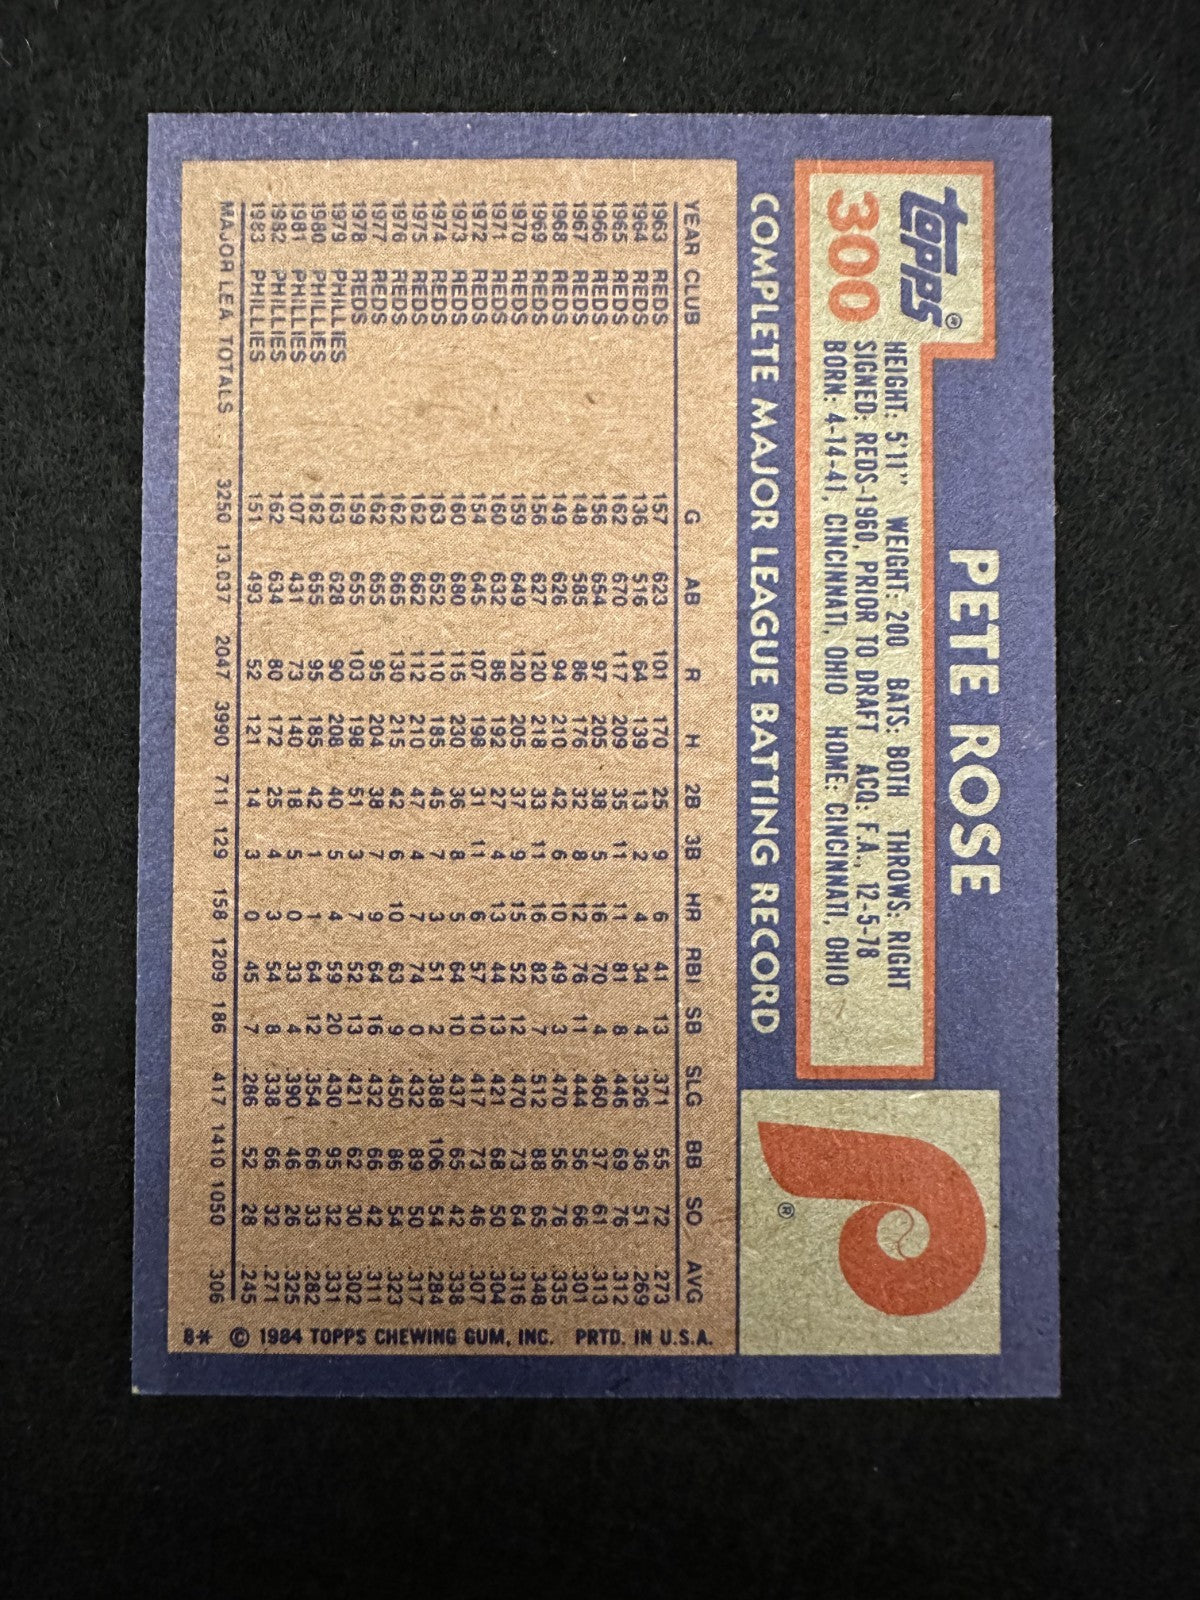 PETE ROSE
Topps®
300
HEIGHT: 5'11" WEIGHT: 200 BATS: BOTH THROWS: RIGHT
SIGNED: REDS-1960, PRIOR TO DRAFT ACQ: F.A., 12-5-78
BORN: 4-14-41, CINCINNATI, OHIO HOME: CINCINNATI, OHIO
®
COMPLETE MAJOR LEAGUE BATTING RECORD
YEAR CLUB G AB R H 2B 3B HR RBI SB SLG BB SO AVG
1963 REDS 157 623 101 170 25 9 6 41 13 .371 55 72 .273
1964 REDS 136 516 64 139 13 2 4 34 4 .326 36 51 .269
1965 REDS 162 670 117 209 35 11 11 81 8 .446 69 76 .312
1966 REDS 156 654 97 205 38 5 16 70 4 .460 37 61 .313
1967 REDS 148 585 86 176 32 8 12 76 11 .444 56 66 .301
1968 REDS 149 626 94 210 42 6 10 49 3 .470 56 76 .335
1969 REDS 156 627 120 218 33 11 16 82 7 .512 88 65 .348
1970 REDS 159 649 120 205 37 9 15 52 12 .470 73 64 .316
1971 REDS 160 632 86 192 27 4 13 44 13 .421 68 50 .304
1972 REDS 154 645 107 198 31 11 6 57 10 .417 73 46 .307
1973 REDS 160 680 115 230 36 8 5 64 10 .437 65 42 .338
1974 REDS 163 652 110 185 45 7 3 51 2 .388 106 54 .284
1975 REDS 162 662 112 210 47 4 7 74 0 .432 89 50 .317
1976 REDS 162 665 130 215 42 6 10 63 9 .450 86 54 .323
1977 REDS 162 655 95 204 38 7 9 64 16 .432 66 42 .311
1978 REDS 159 655 103 198 51 3 7 52 13 .421 62 30 .302
1979 PHILLIES 163 628 90 208 40 5 4 59 20 .430 95 32 .331
1980 PHILLIES 162 655 95 185 42 1 1 64 12 .354 66 33 .282
1981 PHILLIES 107 431 73 140 18 5 0 33 4 .390 46 26 .325
1982 PHILLIES 162 634 80 172 25 4 3 54 8 .338 66 32 .271
1983 PHILLIES 151 493 52 121 14 3 0 45 7 .286 52 28 .245
MAJOR LEA. TOTALS 3250 13,037 2047 3990 711 129 158 1209 186 .417 1410 1050 .306
8* © 1984 TOPPS CHEWING GUM, INC. PRTD. IN U.S.A.